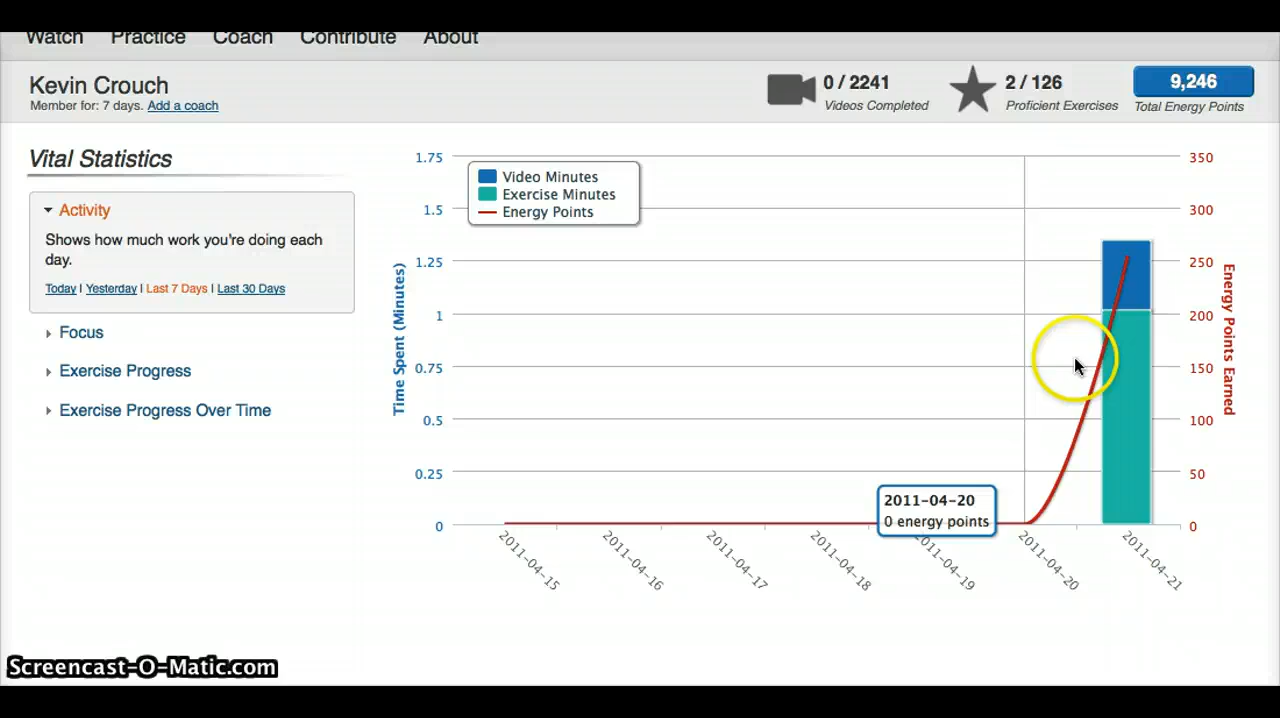 Watch Practice Coach Contribute About
Kevin Crouch
Member for: 7 days. Add a coach
0 / 2241
Videos Completed
2 / 126
Proficient Exercises
9,246
Total Energy Points
Vital Statistics
Activity
Shows how much work you're doing each
day.
Today | Yesterday | Last 7 Days | Last 30 Days
Focus
Exercise Progress
Exercise Progress Over Time
Time Spent (Minutes)
1.75
1.5
1.25
1
0.75
0.5
0.25
0
Video Minutes
Exercise Minutes
Energy Points
2011-04-20
0 energy points
350
300
250
200
150
100
50
0
Energy Points Earned
2011-04-15
2011-04-16
2011-04-17
2011-04-18
2011-04-19
2011-04-20
2011-04-21
Screencast-O-Matic.com